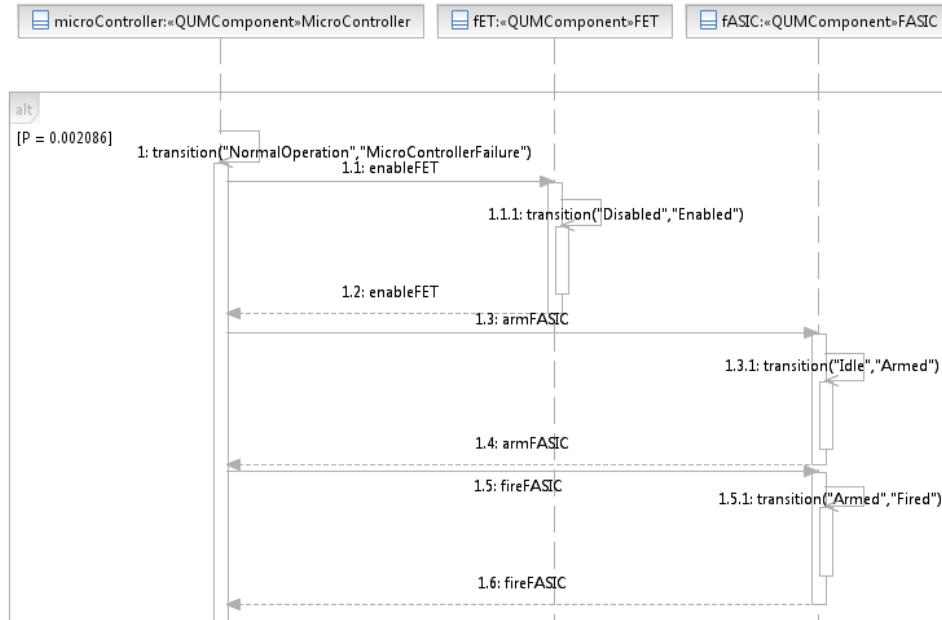 microController:«QUMComponent»MicroController
fET:«QUMComponent»FET
fASIC:«QUMComponent»FASIC
alt
[P = 0.002086]
1: transition("NormalOperation","MicroControllerFailure")
1.1: enableFET
1.1.1: transition("Disabled","Enabled")
1.2: enableFET
1.3: armFASIC
1.3.1: transition("Idle","Armed")
1.4: armFASIC
1.5: fireFASIC
1.5.1: transition("Armed","Fired")
1.6: fireFASIC